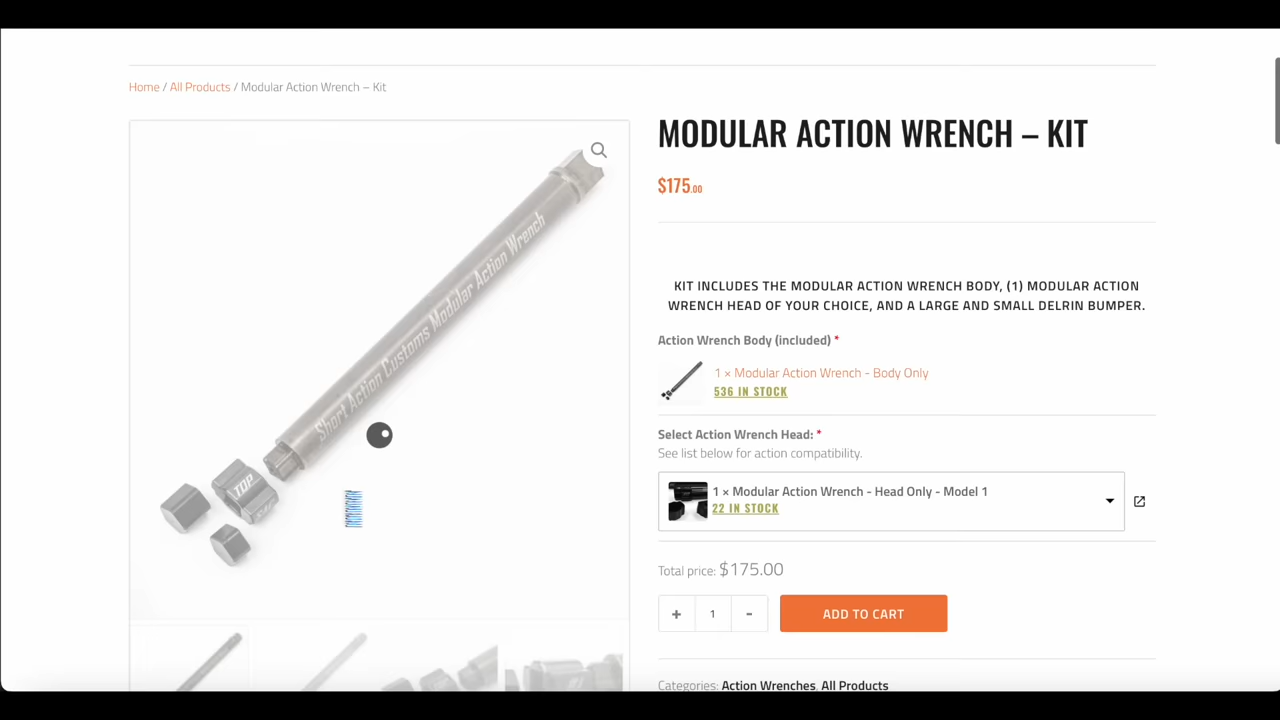 Home / All Products / Modular Action Wrench – Kit
MODULAR ACTION WRENCH – KIT
$175.00
Short Action Customs Modular Action Wrench
TOP
KIT INCLUDES THE MODULAR ACTION WRENCH BODY, (1) MODULAR ACTION
WRENCH HEAD OF YOUR CHOICE, AND A LARGE AND SMALL DELRIN BUMPER.
Action Wrench Body (included) *
1 × Modular Action Wrench - Body Only
536 IN STOCK
Select Action Wrench Head: *
See list below for action compatibility.
1 × Modular Action Wrench - Head Only - Model 1
22 IN STOCK
Total price: $175.00
+ 1 -
ADD TO CART
Categories: Action Wrenches, All Products